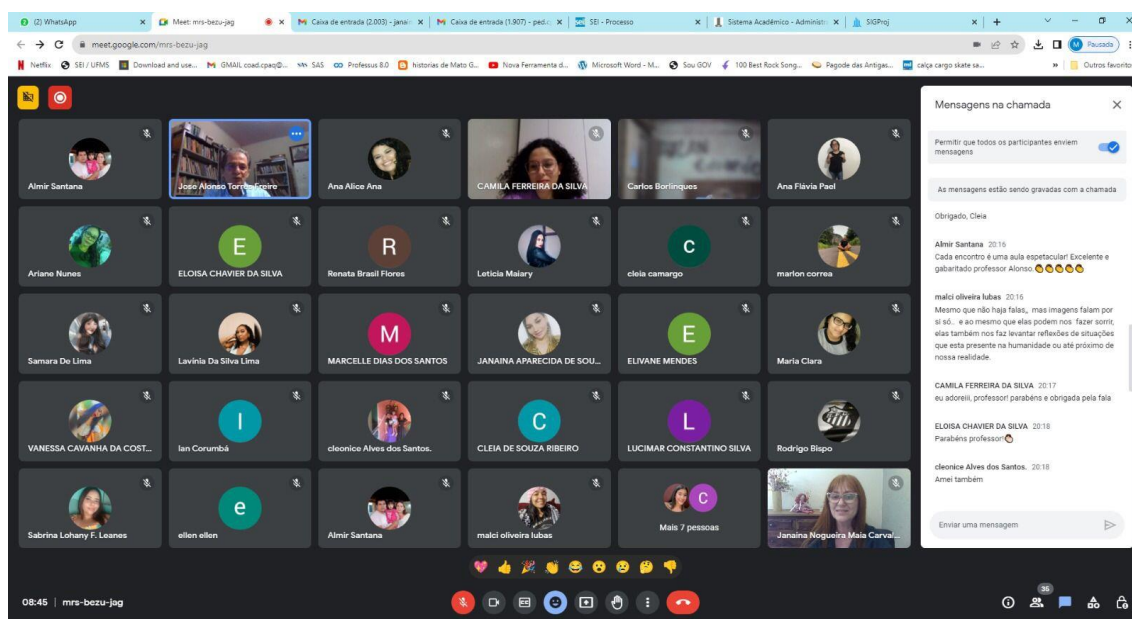 (2) WhatsApp
Meet: mrs-bezu-jag
Caixa de entrada (2.003) - janai
Caixa de entrada (1.907) - ped.c
SEI - Processo
Sistema Acadêmico - Administr
SIGProj
meet.google.com/mrs-bezu-jag
Pausada
Netflix
SEI / UFMS
Download and use...
GMAIL coad.cpaq@...
SAS
Professus 8.0
historias de Mato G...
Nova Ferramenta d...
Microsoft Word - M...
Sou GOV
100 Best Rock Song...
Pagode das Antigas...
calça cargo skate sa...
Outros favoritos
Almir Santana
Jose Alonso Torres Freire
Ana Alice Ana
CAMILA FERREIRA DA SILVA
Carlos Borlinques
Ana Flávia Pael
Ariane Nunes
E
ELOISA CHAVIER DA SILVA
R
Renata Brasil Flores
Leticia Maiary
c
cleia camargo
marlon correa
Samara De Lima
Lavínia Da Silva Lima
M
MARCELLE DIAS DOS SANTOS
JANAINA APARECIDA DE SOU...
E
ELIVANE MENDES
Maria Clara
VANESSA CAVANHA DA COST...
I
Ian Corumbá
cleonice Alves dos Santos.
C
CLEIA DE SOUZA RIBEIRO
L
LUCIMAR CONSTANTINO SILVA
Rodrigo Bispo
Sabrina Lohany F. Leanes
e
ellen ellen
Almir Santana
malci oliveira lubas
C
Mais 7 pessoas
Janaina Nogueira Maia Carval...
Mensagens na chamada
Permitir que todos os participantes enviem
mensagens
As mensagens estão sendo gravadas com a chamada
Obrigado, Cleia
Almir Santana 20:16
Cada encontro é uma aula espetacular! Excelente e
gabaritado professor Alonso.👏👏👏👏👏
malci oliveira lubas 20:16
Mesmo que não haja falas,, mas imagens falam por
si só.. e ao mesmo que elas podem nos fazer sorrir,
elas também nos faz levantar reflexões de situações
que esta presente na humanidade ou até próximo de
nossa realidade.
CAMILA FERREIRA DA SILVA 20:17
eu adoreiii, professor! parabéns e obrigada pela fala
ELOISA CHAVIER DA SILVA 20:18
Parabéns professor!👏
cleonice Alves dos Santos. 20:18
Amei também
Enviar uma mensagem
08:45 | mrs-bezu-jag
35